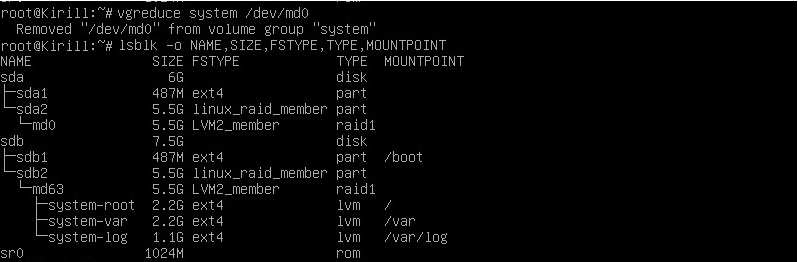 root@Kirill:~# vgreduce system /dev/md0
  Removed "/dev/md0" from volume group "system"
root@Kirill:~# lsblk -o NAME,SIZE,FSTYPE,TYPE,MOUNTPOINT
NAME              SIZE FSTYPE            TYPE  MOUNTPOINT
sda                 6G                   disk
├─sda1            487M ext4              part
└─sda2            5.5G linux_raid_member part
  └─md0           5.5G LVM2_member       raid1
sdb               7.5G                   disk
├─sdb1            487M ext4              part  /boot
└─sdb2            5.5G linux_raid_member part
  └─md63          5.5G LVM2_member       raid1
    ├─system-root 2.2G ext4              lvm   /
    ├─system-var  2.2G ext4              lvm   /var
    └─system-log  1.1G ext4              lvm   /var/log
sr0              1024M                   rom